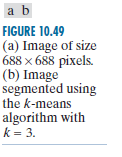 a b
FIGURE 10.49
(a) Image of size
688 × 688 pixels.
(b) Image
segmented using
the k-means
algorithm with
k = 3.